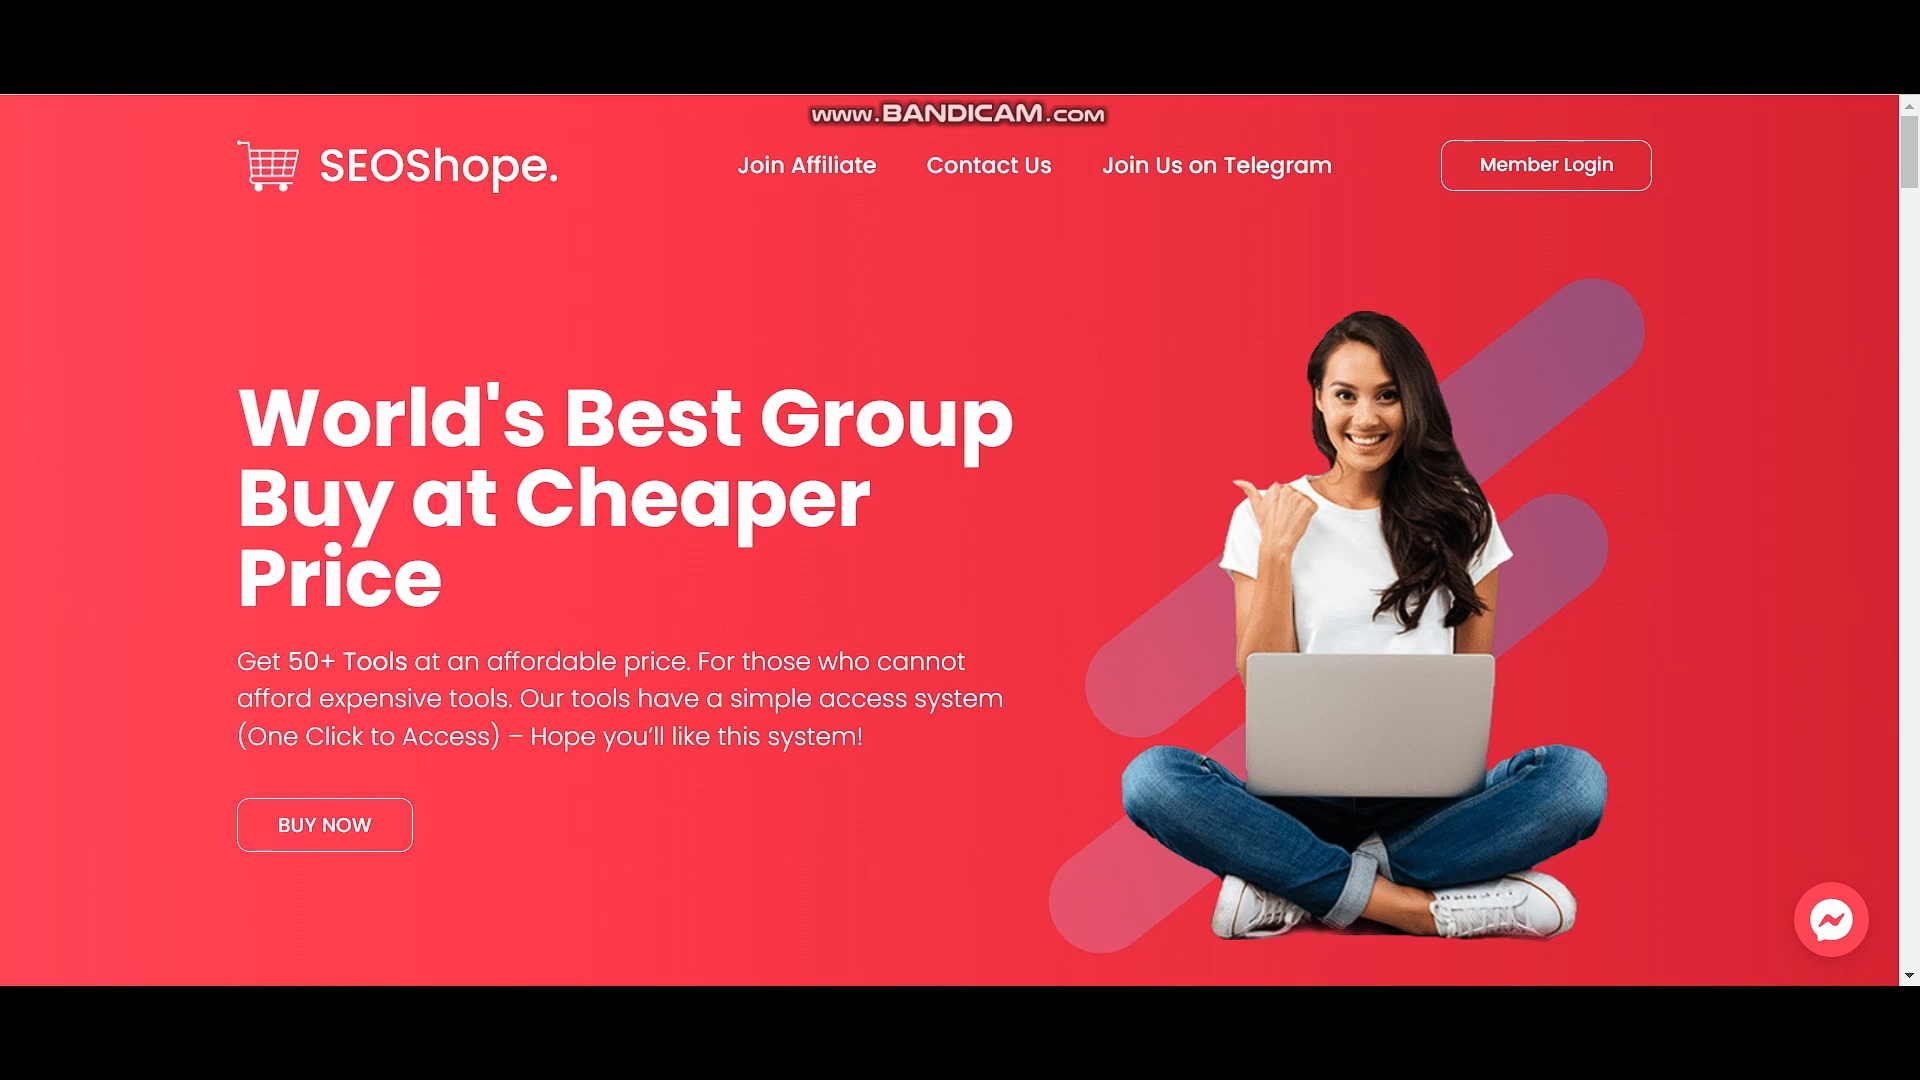 www.BANDICAM.com
SEOShope.
Join Affiliate
Contact Us
Join Us on Telegram
Member Login
World's Best Group
Buy at Cheaper
Price
Get 50+ Tools at an affordable price. For those who cannot
afford expensive tools. Our tools have a simple access system
(One Click to Access) – Hope you’ll like this system!
BUY NOW